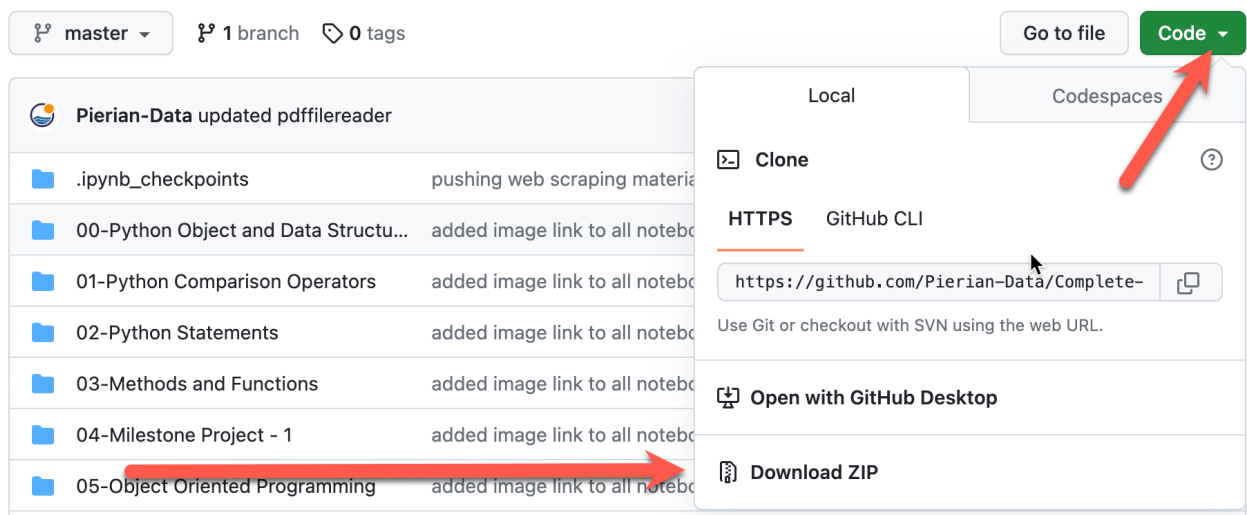 master 1 branch 0 tags Go to file Code
Local Codespaces
Pierian-Data updated pdffilereader
Clone
.ipynb_checkpoints pushing web scraping materia
HTTPS GitHub CLI
00-Python Object and Data Structu... added image link to all notebo
01-Python Comparison Operators added image link to all notebo
https://github.com/Pierian-Data/Complete-
Use Git or checkout with SVN using the web URL.
02-Python Statements added image link to all notebo
03-Methods and Functions added image link to all notebo
Open with GitHub Desktop
04-Milestone Project - 1 added image link to all notebo
Download ZIP
05-Object Oriented Programming added image link to all notebo